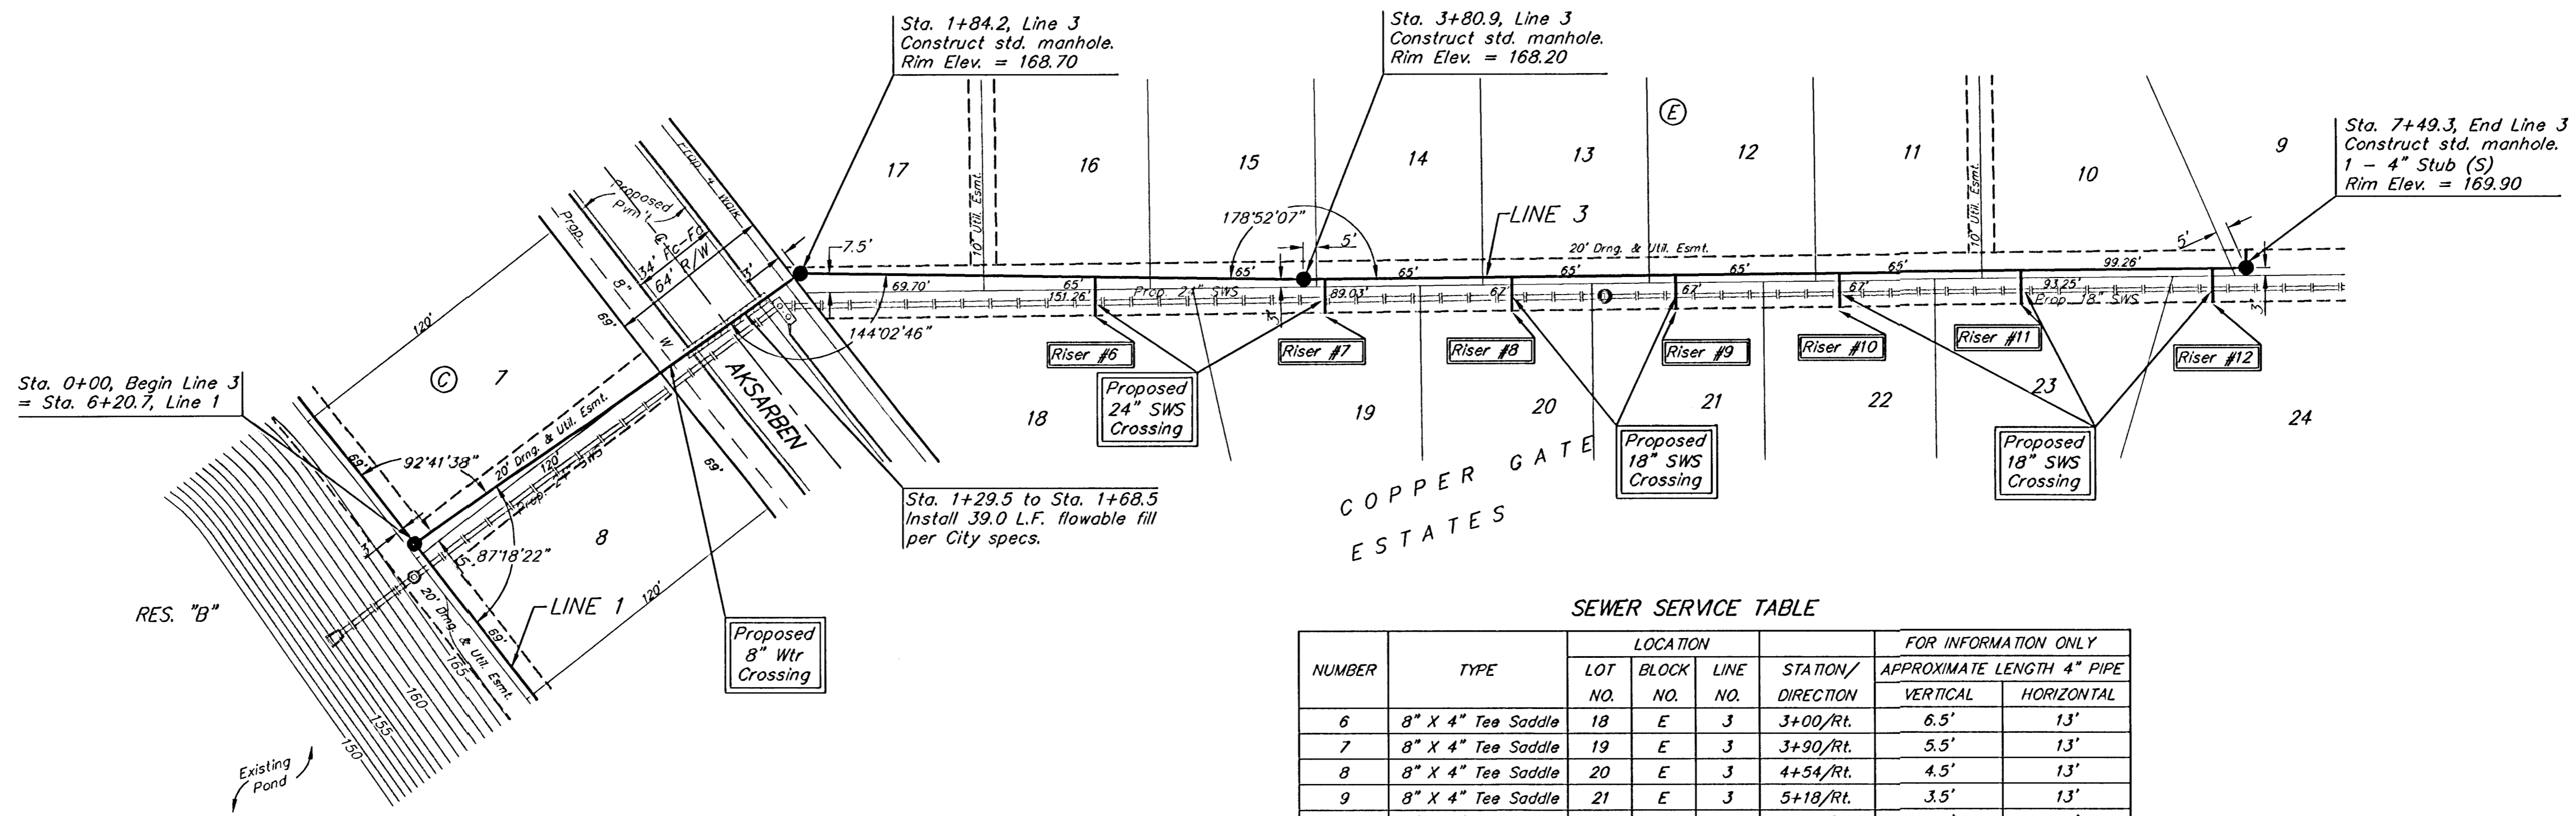 Sta. 1+84.2, Line 3
Construct std. manhole.
Rim Elev. = 168.70
Sta. 3+80.9, Line 3
Construct std. manhole.
Rim Elev. = 168.20
Sta. 7+49.3, End Line 3
Construct std. manhole.
1 - 4" Stub (S)
Rim Elev. = 169.90
17
16
15
14
13
12
11
10
9
E
10' Util. Esmt.
10' Util. Esmt.
Prop. 4' Walk
Proposed
Pvm't.
34' Fc-Fc
64' R/W
Prop.
8"
W
3'
7.5'
178°52'07"
5'
LINE 3
20' Drng. & Util. Esmt.
5'
69.70'
65'
65'
65'
65'
65'
65'
99.26'
151.26'
Prop. 24" SWS
89.03'
67'
67'
67'
93.25'
Prop. 18" SWS
3'
3'
144°02'46"
Riser #6
Riser #7
Riser #8
Riser #9
Riser #10
Riser #11
Riser #12
Proposed
24" SWS
Crossing
Proposed
18" SWS
Crossing
Proposed
18" SWS
Crossing
18
19
20
21
22
23
24
COPPER GATE
ESTATES
120'
69'
C
7
AKSARBEN
Sta. 0+00, Begin Line 3
= Sta. 6+20.7, Line 1
69'
92°41'38"
20' Drng. & Util. Esmt.
120'
Prop. 24" SWS
69'
3'
15'
87°18'22"
8
Sta. 1+29.5 to Sta. 1+68.5
Install 39.0 L.F. flowable fill
per City specs.
RES. "B"
20' Drng. & Util. Esmt.
69'
LINE 1
120'
Proposed
8" Wtr
Crossing
165
160
155
150
Existing
Pond
SEWER SERVICE TABLE
NUMBER TYPE LOCATION STATION/ DIRECTION FOR INFORMATION ONLY
LOT NO. BLOCK NO. LINE NO. APPROXIMATE LENGTH 4" PIPE
VERTICAL HORIZONTAL
6 8" X 4" Tee Saddle 18 E 3 3+00/Rt. 6.5' 13'
7 8" X 4" Tee Saddle 19 E 3 3+90/Rt. 5.5' 13'
8 8" X 4" Tee Saddle 20 E 3 4+54/Rt. 4.5' 13'
9 8" X 4" Tee Saddle 21 E 3 5+18/Rt. 3.5' 13'